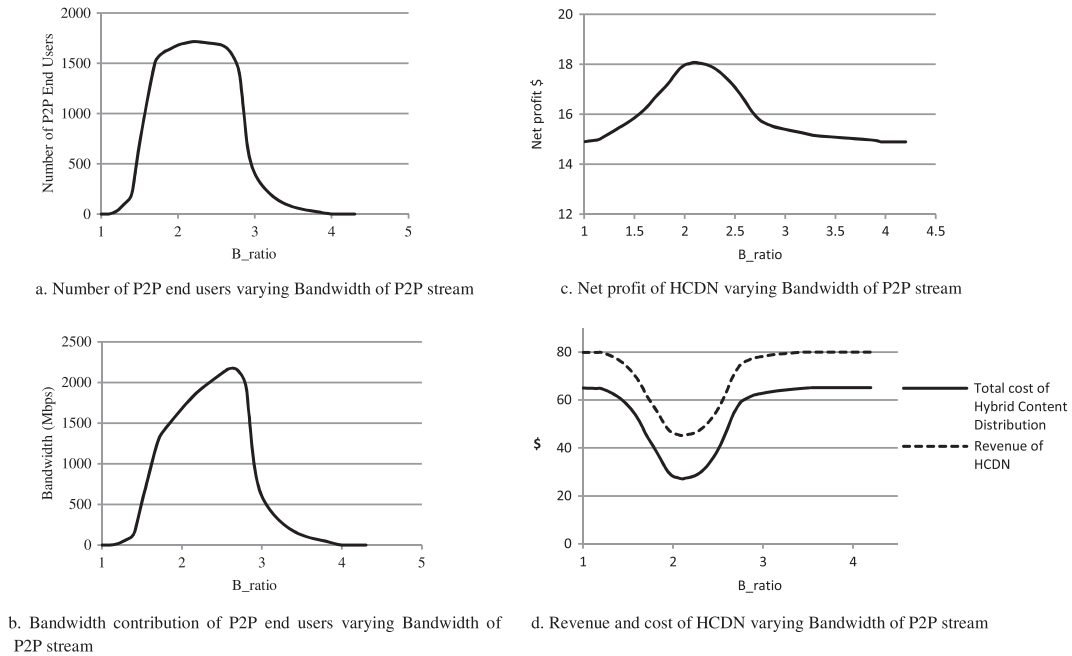 2000
1500
1000
500
0
Number of P2P End Users
1
2
3
4
5
B_ratio
a. Number of P2P end users varying Bandwidth of P2P stream
20
18
16
14
12
Net profit $
1
1.5
2
2.5
3
3.5
4
4.5
B_ratio
c. Net profit of HCDN varying Bandwidth of P2P stream
2500
2000
1500
1000
500
0
Bandwidth (Mbps)
1
2
3
4
5
B_ratio
b. Bandwidth contribution of P2P end users varying Bandwidth of
P2P stream
80
60
40
20
0
$
1
2
3
4
B_ratio
Total cost of
Hybrid Content
Distribution
Revenue of
HCDN
d. Revenue and cost of HCDN varying Bandwidth of P2P stream